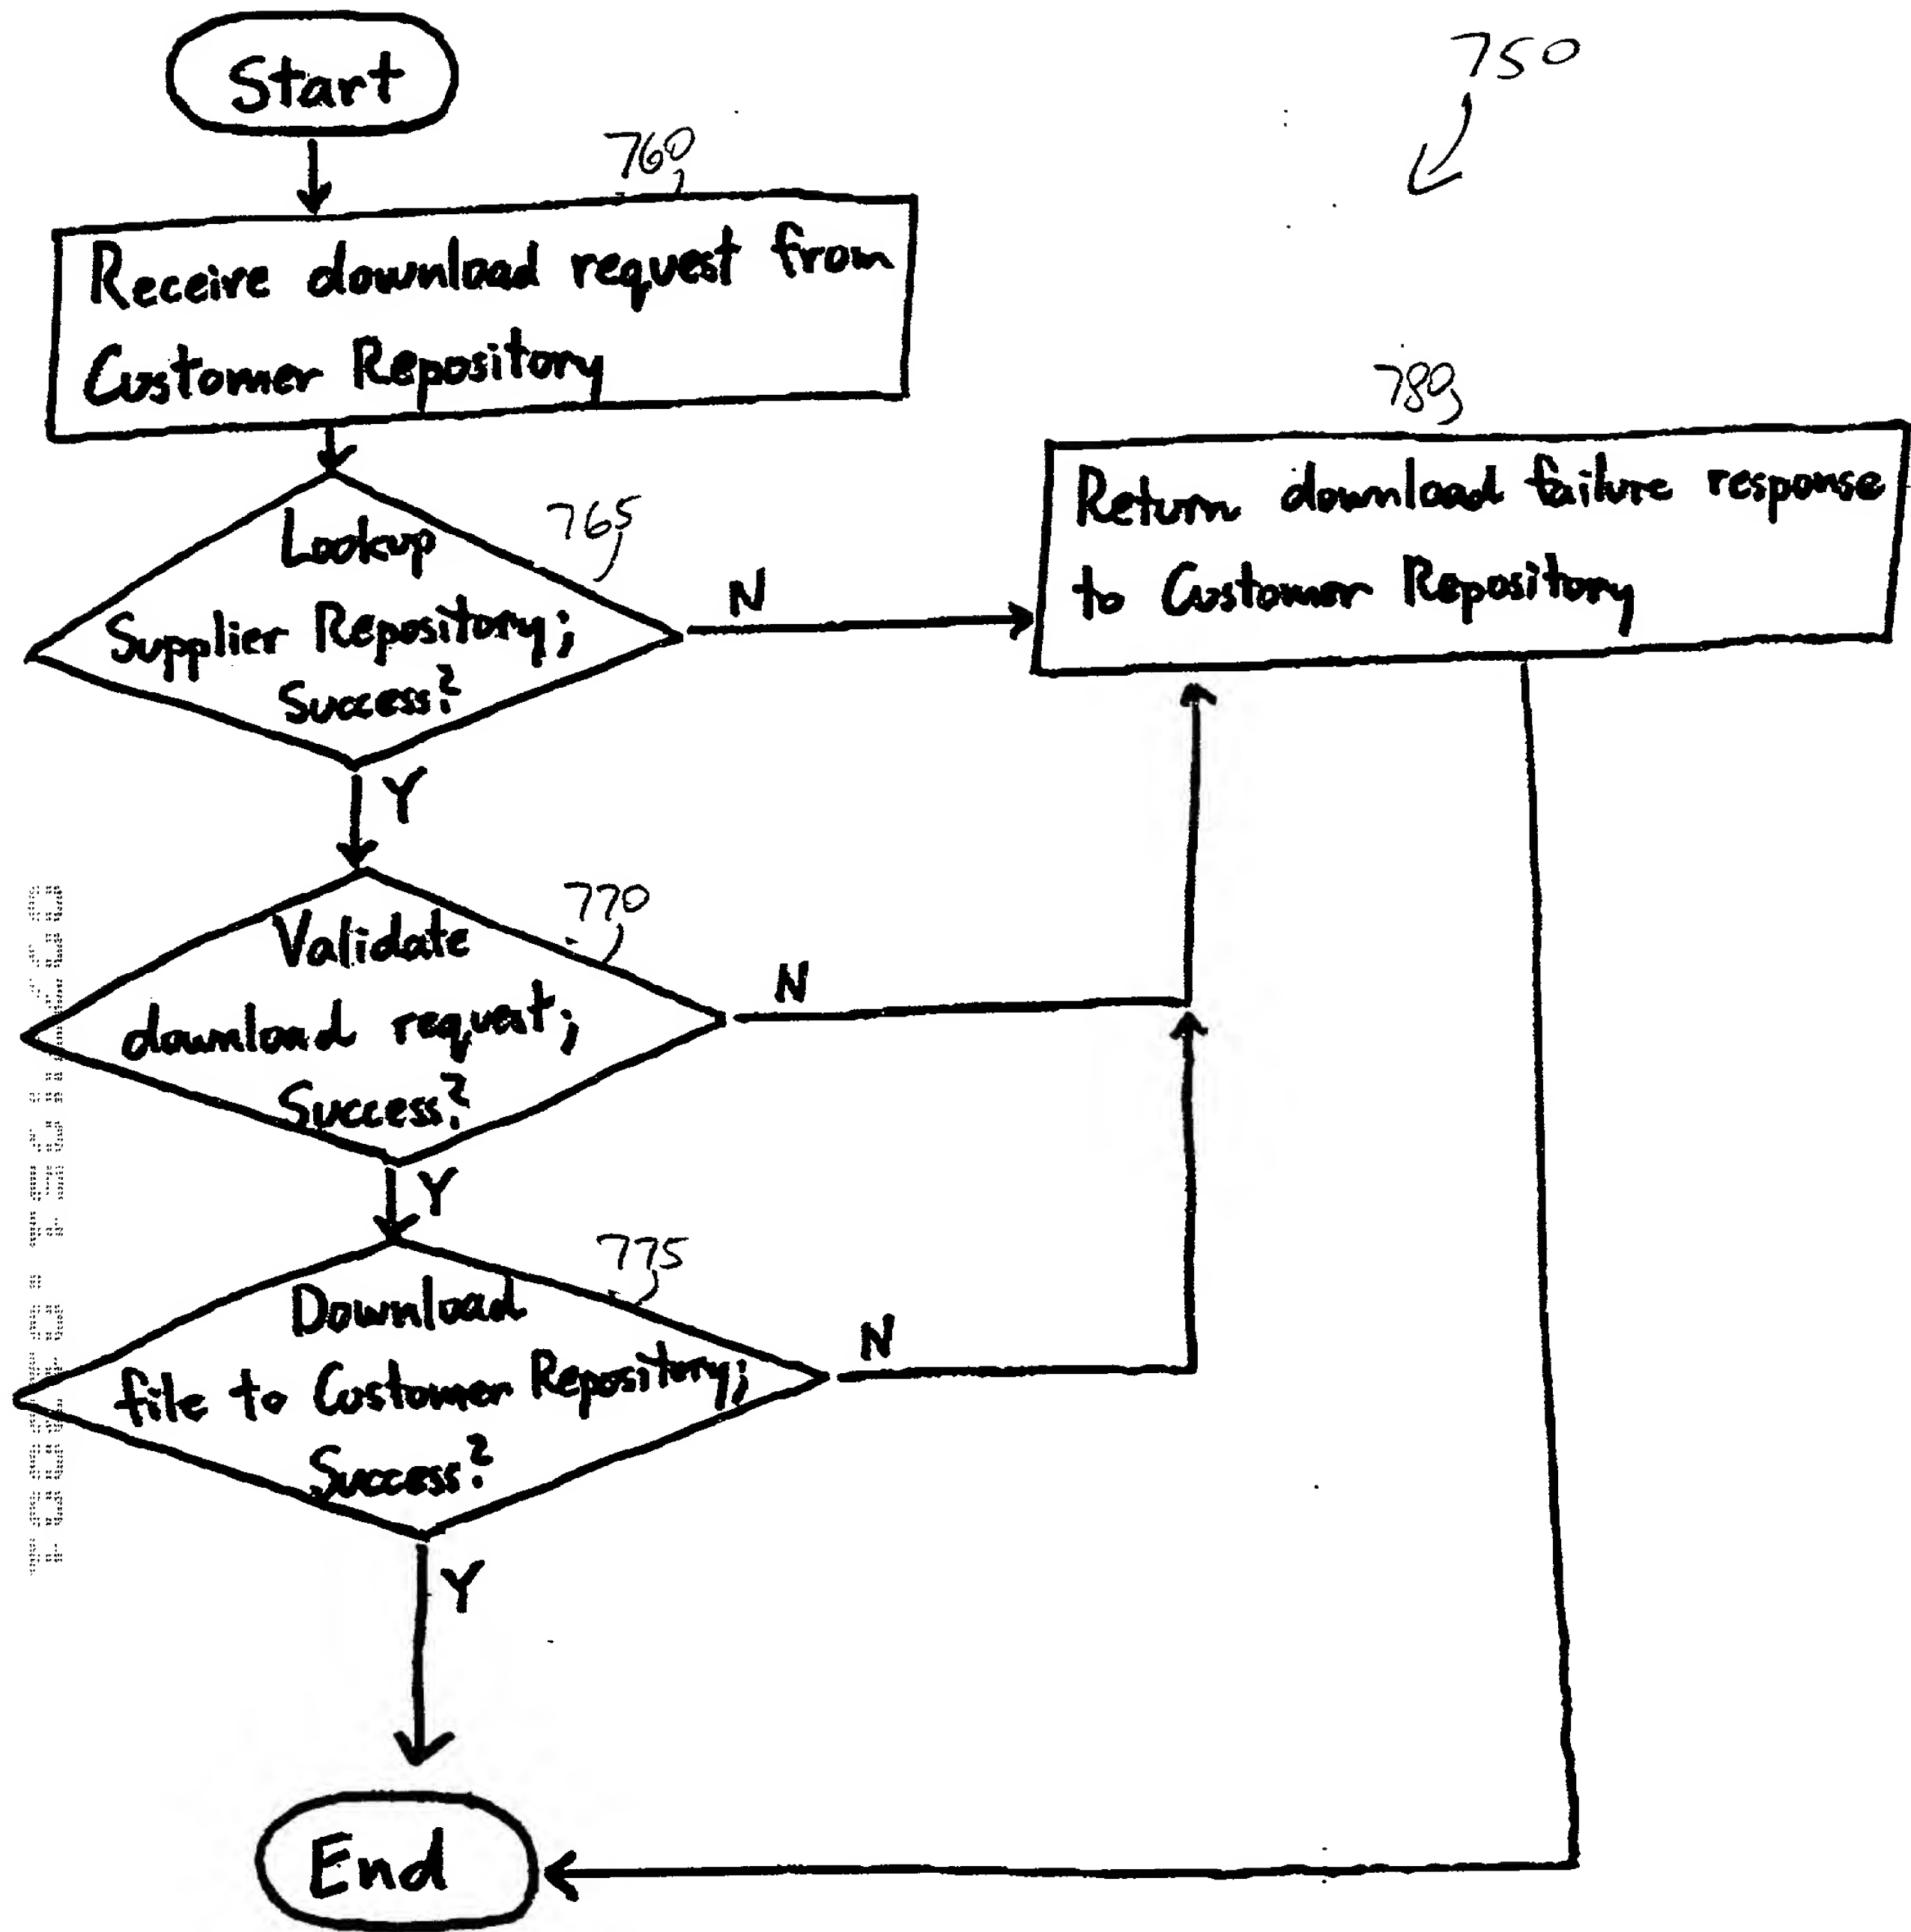 Start
750
760
Receive download request from
Customer Repository
780
Return download failure response
to Customer Repository
765
Lookup
Supplier Repository;
Success?
N
Y
770
Validate
download request;
Success?
N
Y
775
Download
file to Customer Repository;
Success?
N
Y
End